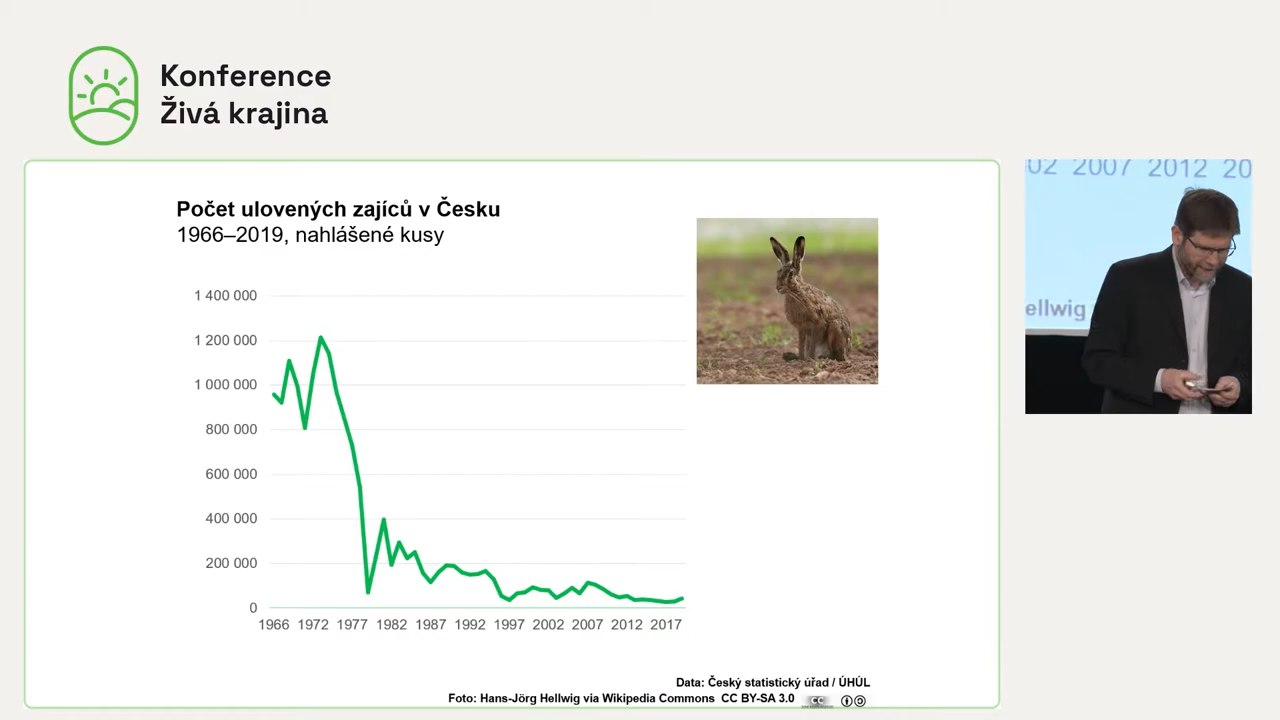 Konference
Živá krajina
Počet ulovených zajíců v Česku
1966–2019, nahlášené kusy
1 400 000
1 200 000
1 000 000
800 000
600 000
400 000
200 000
0
1966 1972 1977 1982 1987 1992 1997 2002 2007 2012 2017
Data: Český statistický úřad / ÚHÚL
Foto: Hans-Jörg Hellwig via Wikipedia Commons CC BY-SA 3.0 cc
02 2007 2012 20
ellwig